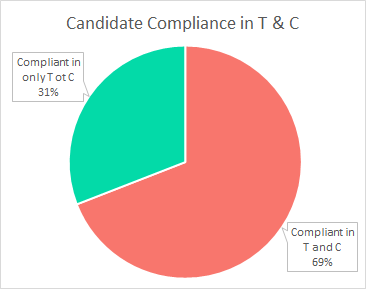 Candidate Compliance in T & C
Compliant in
only T ot C
31%
Compliant in
T and C
69%